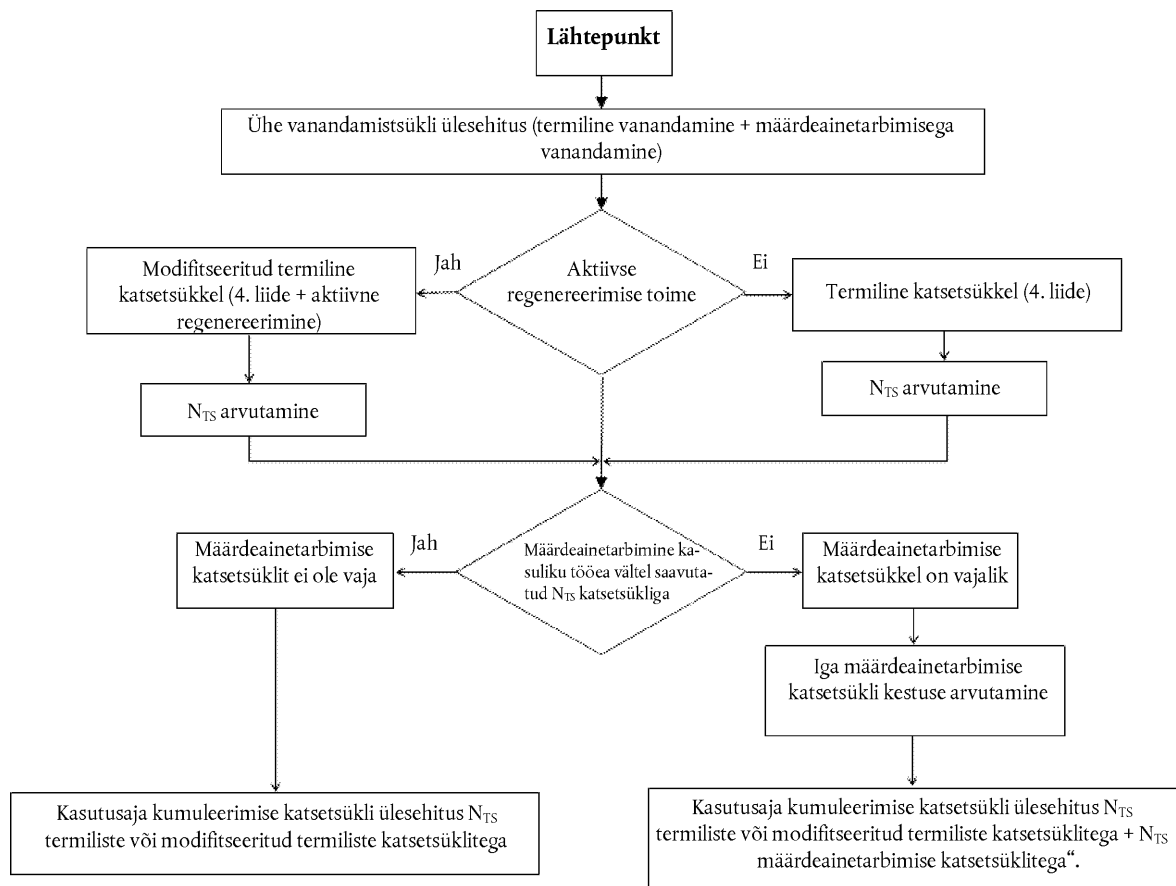 Lähtepunkt
Ühe vanandamistsükli ülesehitus (termiline vanandamine + määrdeainetarbimisega
vanandamine)
Jah
Aktiivse
regenereerimise toime
Ei
Modifitseeritud termiline
katsetsükkel (4. liide + aktiivne
regenereerimine)
Termiline katsetsükkel (4. liide)
NTS arvutamine
NTS arvutamine
Jah
Määrdeainetarbimine ka-
suliku tööea vältel saavuta-
tud NTS katsetsükliga
Ei
Määrdeainetarbimise
katsetsüklit ei ole vaja
Määrdeainetarbimise
katsetsükkel on vajalik
Iga määrdeainetarbimise
katsetsükli kestuse arvutamine
Kasutusaja kumuleerimise katsetsükli ülesehitus NTS
termiliste või modifitseeritud termiliste katsetsüklitega
Kasutusaja kumuleerimise katsetsükli ülesehitus NTS
termiliste või modifitseeritud termiliste katsetsüklitega + NTS
määrdeainetarbimise katsetsüklitega“.